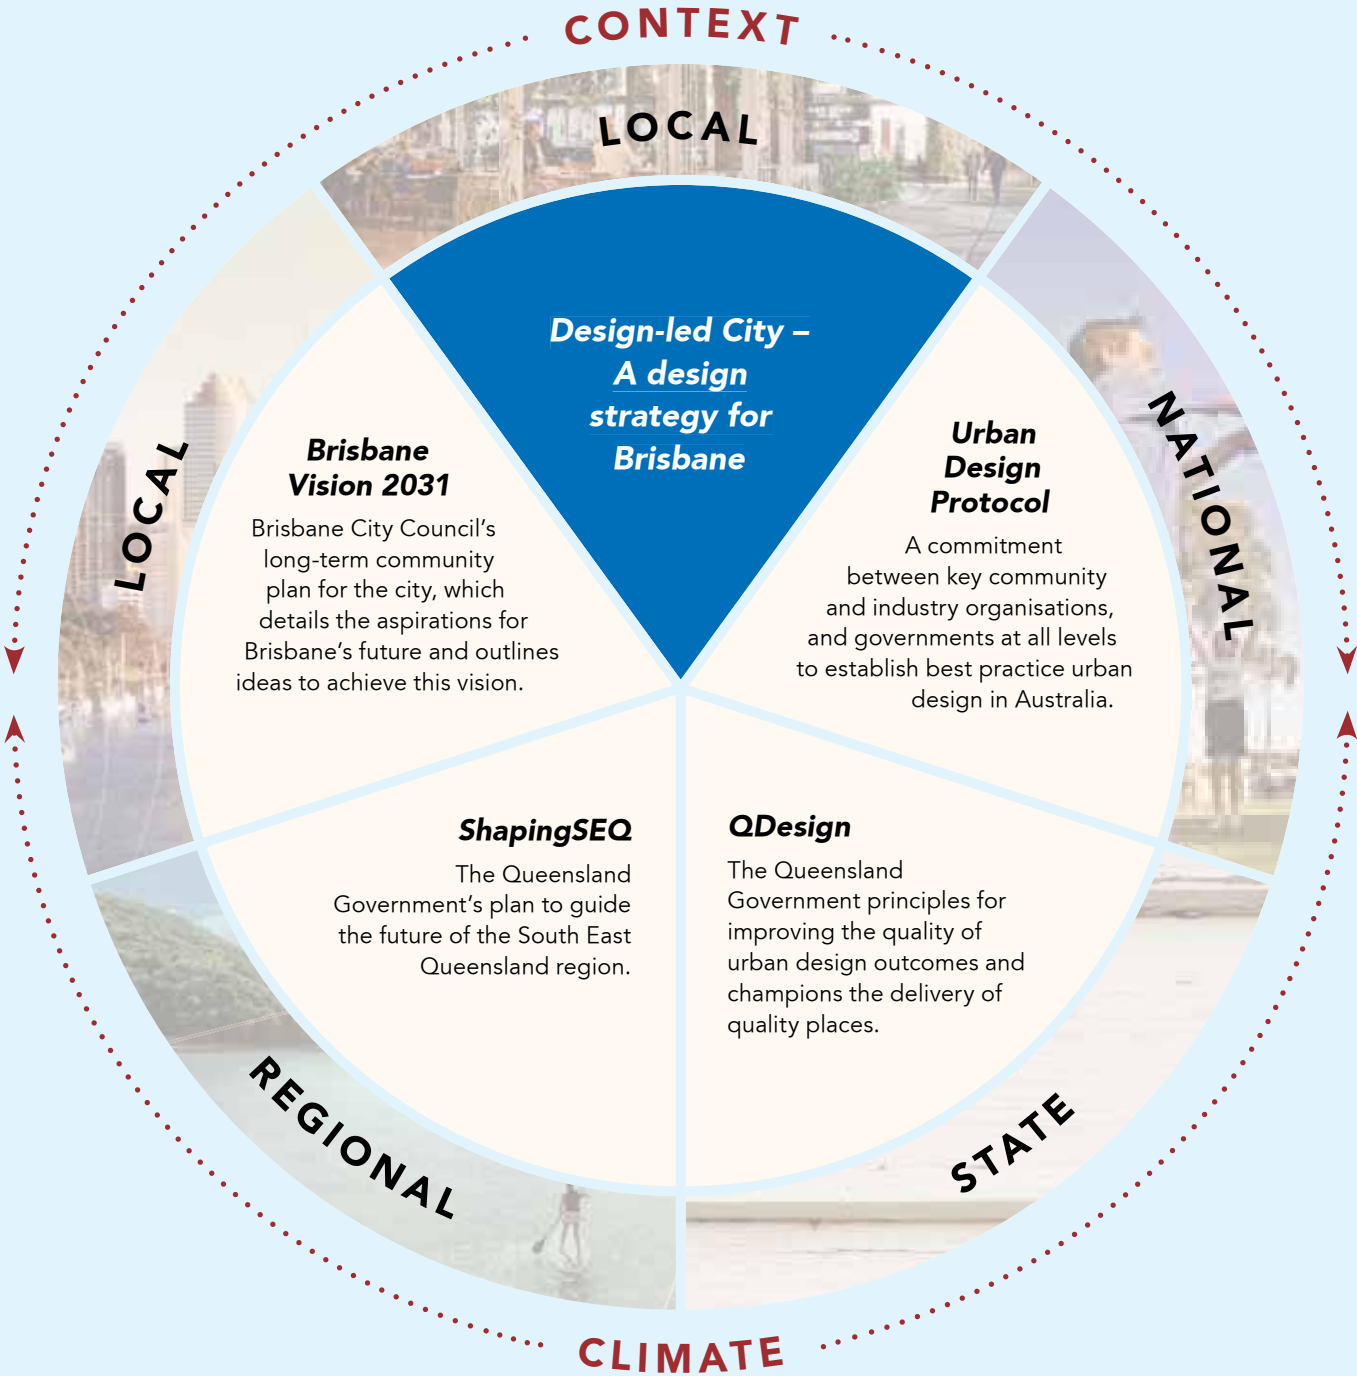 CONTEXT
LOCAL
Design-led City –
A design
strategy for
Brisbane
NATIONAL
Urban
Design
Protocol
A commitment
between key community
and industry organisations,
and governments at all levels
to establish best practice urban
design in Australia.
STATE
QDesign
The Queensland
Government principles for
improving the quality of
urban design outcomes and
champions the delivery of
quality places.
REGIONAL
ShapingSEQ
The Queensland
Government’s plan to guide
the future of the South East
Queensland region.
LOCAL
Brisbane
Vision 2031
Brisbane City Council’s
long-term community
plan for the city, which
details the aspirations for
Brisbane’s future and outlines
ideas to achieve this vision.
CLIMATE